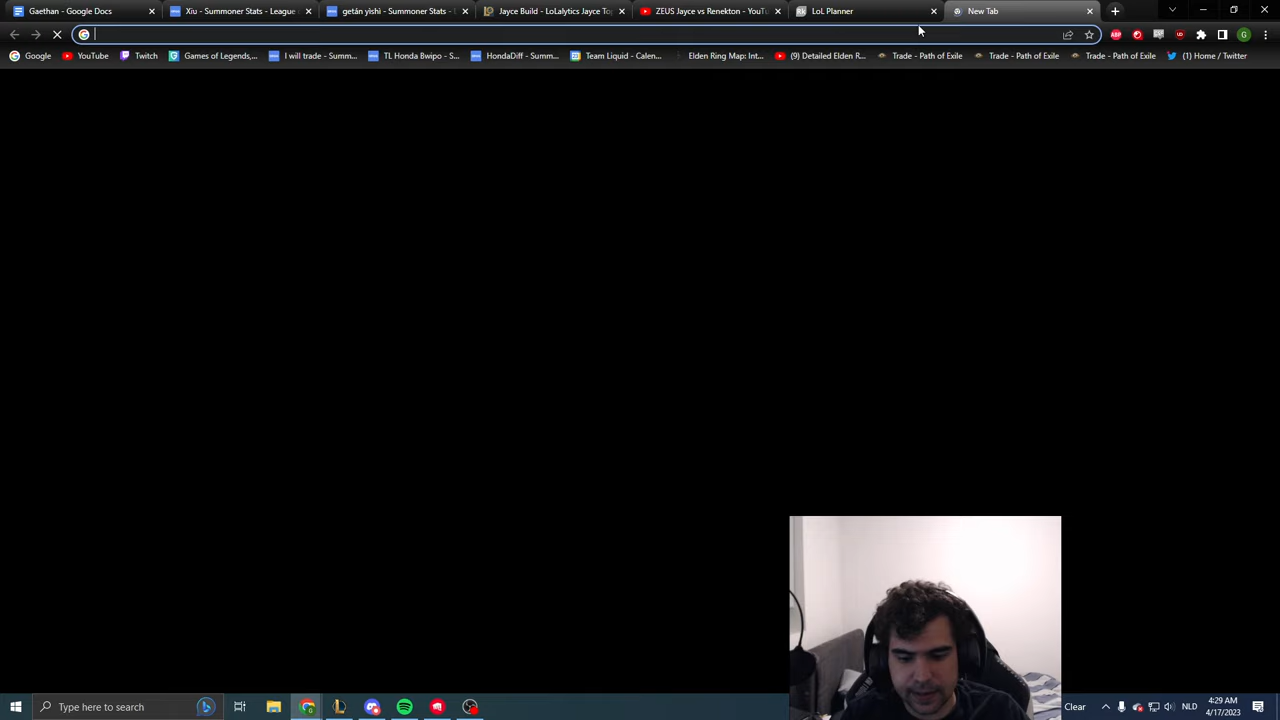 Gaethan - Google Docs
Xiu - Summoner Stats - League
getán yìshì - Summoner Stats -
Jayce Build - LoLalytics Jayce To
ZEUS Jayce vs Renekton - YouT
LoL Planner
New Tab
Google
YouTube
Twitch
Games of Legends,...
I will trade - Summ...
TL Honda Bwipo - S...
HondaDiff - Summ...
Team Liquid - Calen...
Elden Ring Map: Int...
(9) Detailed Elden R...
Trade - Path of Exile
Trade - Path of Exile
Trade - Path of Exile
(1) Home / Twitter
Type here to search
Clear
NLD
4:29 AM
4/17/2023